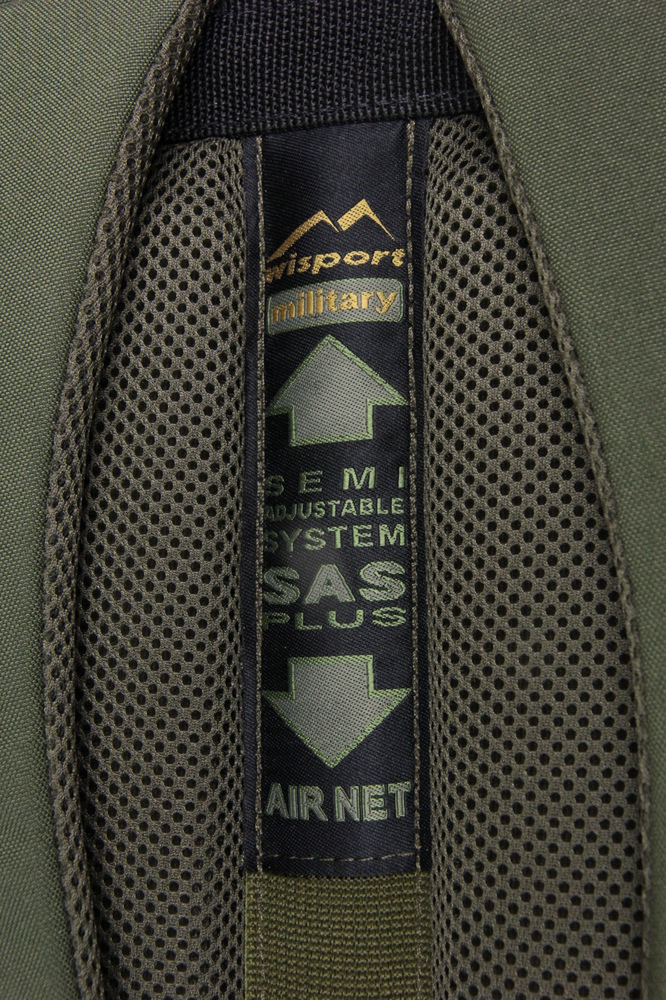 wisport
military
SEMI
ADJUSTABLE
SYSTEM
SAS
PLUS
AIR NET